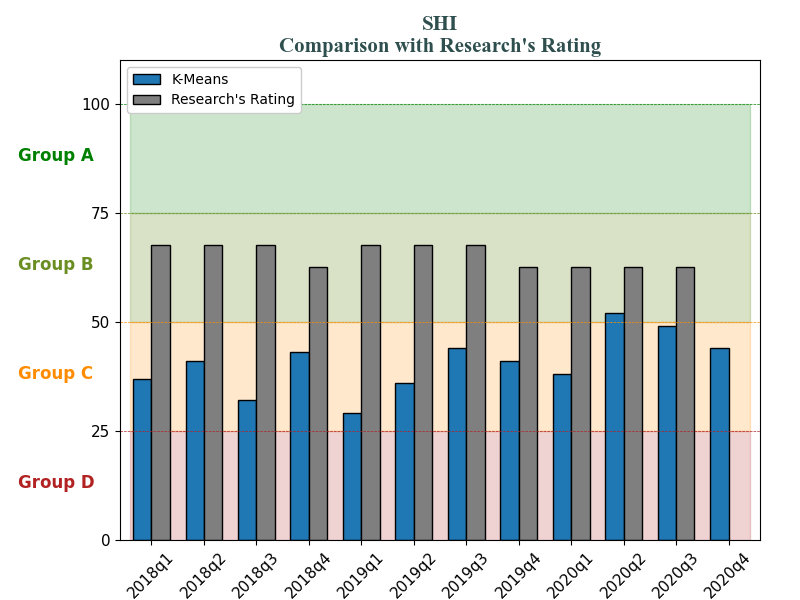 SHI
Comparison with Research's Rating
K-Means
Research's Rating
100
Group A
75
Group B
50
Group C
25
Group D
0
2018q1
2018q2
2018q3
2018q4
2019q1
2019q2
2019q3
2019q4
2020q1
2020q2
2020q3
2020q4